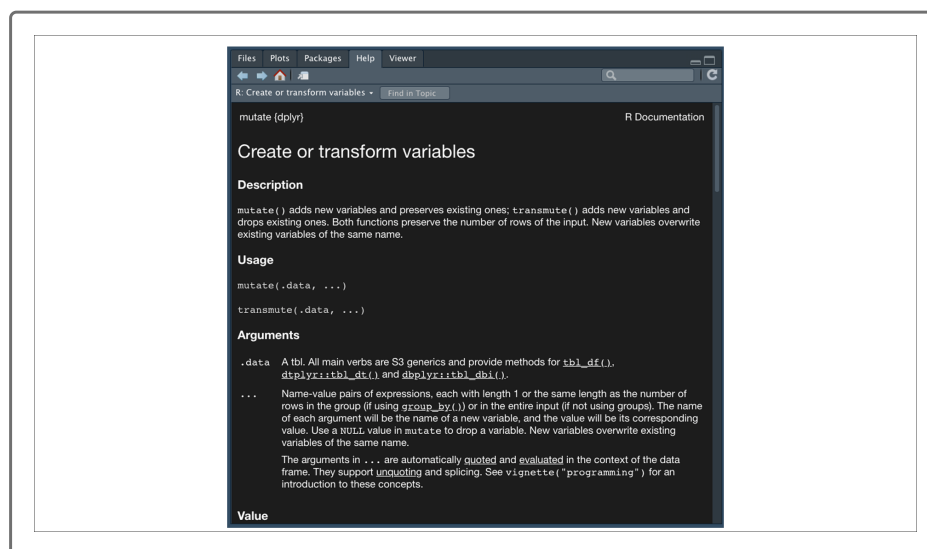 Files Plots Packages Help Viewer
R: Create or transform variables Find in Topic
mutate {dplyr} R Documentation
Create or transform variables
Description
mutate() adds new variables and preserves existing ones; transmute() adds new variables and
drops existing ones. Both functions preserve the number of rows of the input. New variables overwrite
existing variables of the same name.
Usage
mutate(.data, ...)
transmute(.data, ...)
Arguments
.data A tbl. All main verbs are S3 generics and provide methods for tbl_df(),
dtplyr::tbl_dt() and dbplyr::tbl_dbi().
... Name-value pairs of expressions, each with length 1 or the same length as the number of
rows in the group (if using group_by()) or in the entire input (if not using groups). The name
of each argument will be the name of a new variable, and the value will be its corresponding
value. Use a NULL value in mutate to drop a variable. New variables overwrite existing
variables of the same name.
The arguments in ... are automatically quoted and evaluated in the context of the data
frame. They support unquoting and splicing. See vignette("programming") for an
introduction to these concepts.
Value